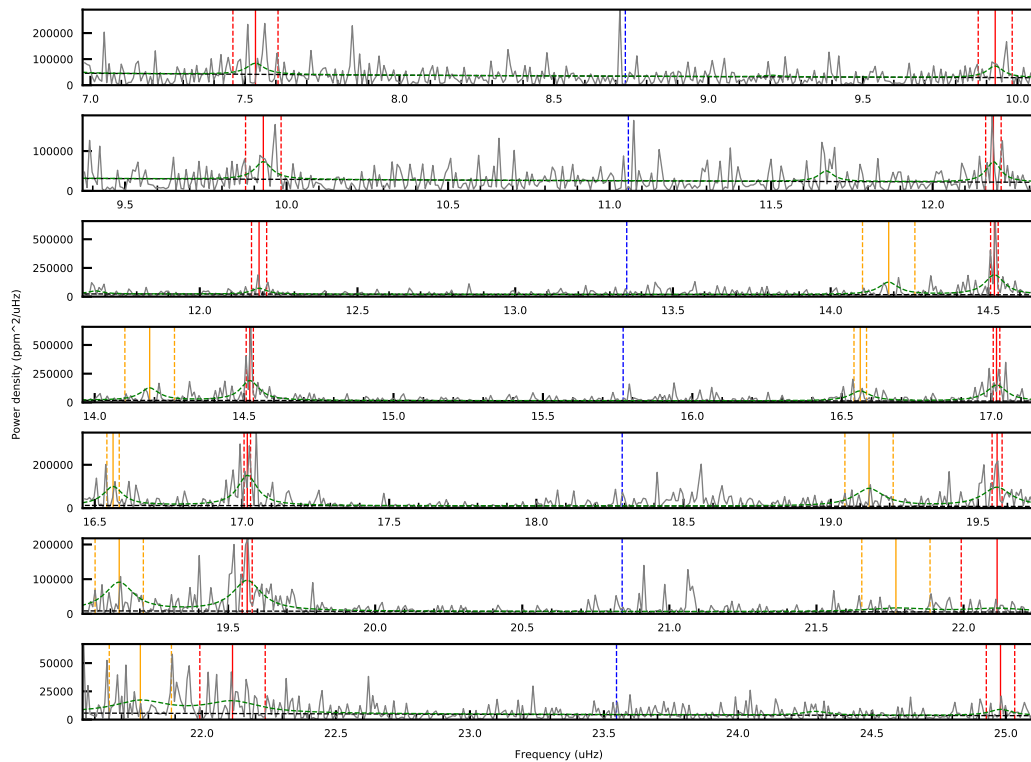 200000
100000
0
7.0 7.5 8.0 8.5 9.0 9.5 10.0
100000
0
9.5 10.0 10.5 11.0 11.5 12.0
500000
250000
0
12.0 12.5 13.0 13.5 14.0 14.5
500000
250000
0
14.0 14.5 15.0 15.5 16.0 16.5 17.0
Power density (ppm^2/uHz)
200000
0
16.5 17.0 17.5 18.0 18.5 19.0 19.5
200000
100000
0
19.5 20.0 20.5 21.0 21.5 22.0
50000
25000
0
22.0 22.5 23.0 23.5 24.0 24.5 25.0
Frequency (uHz)